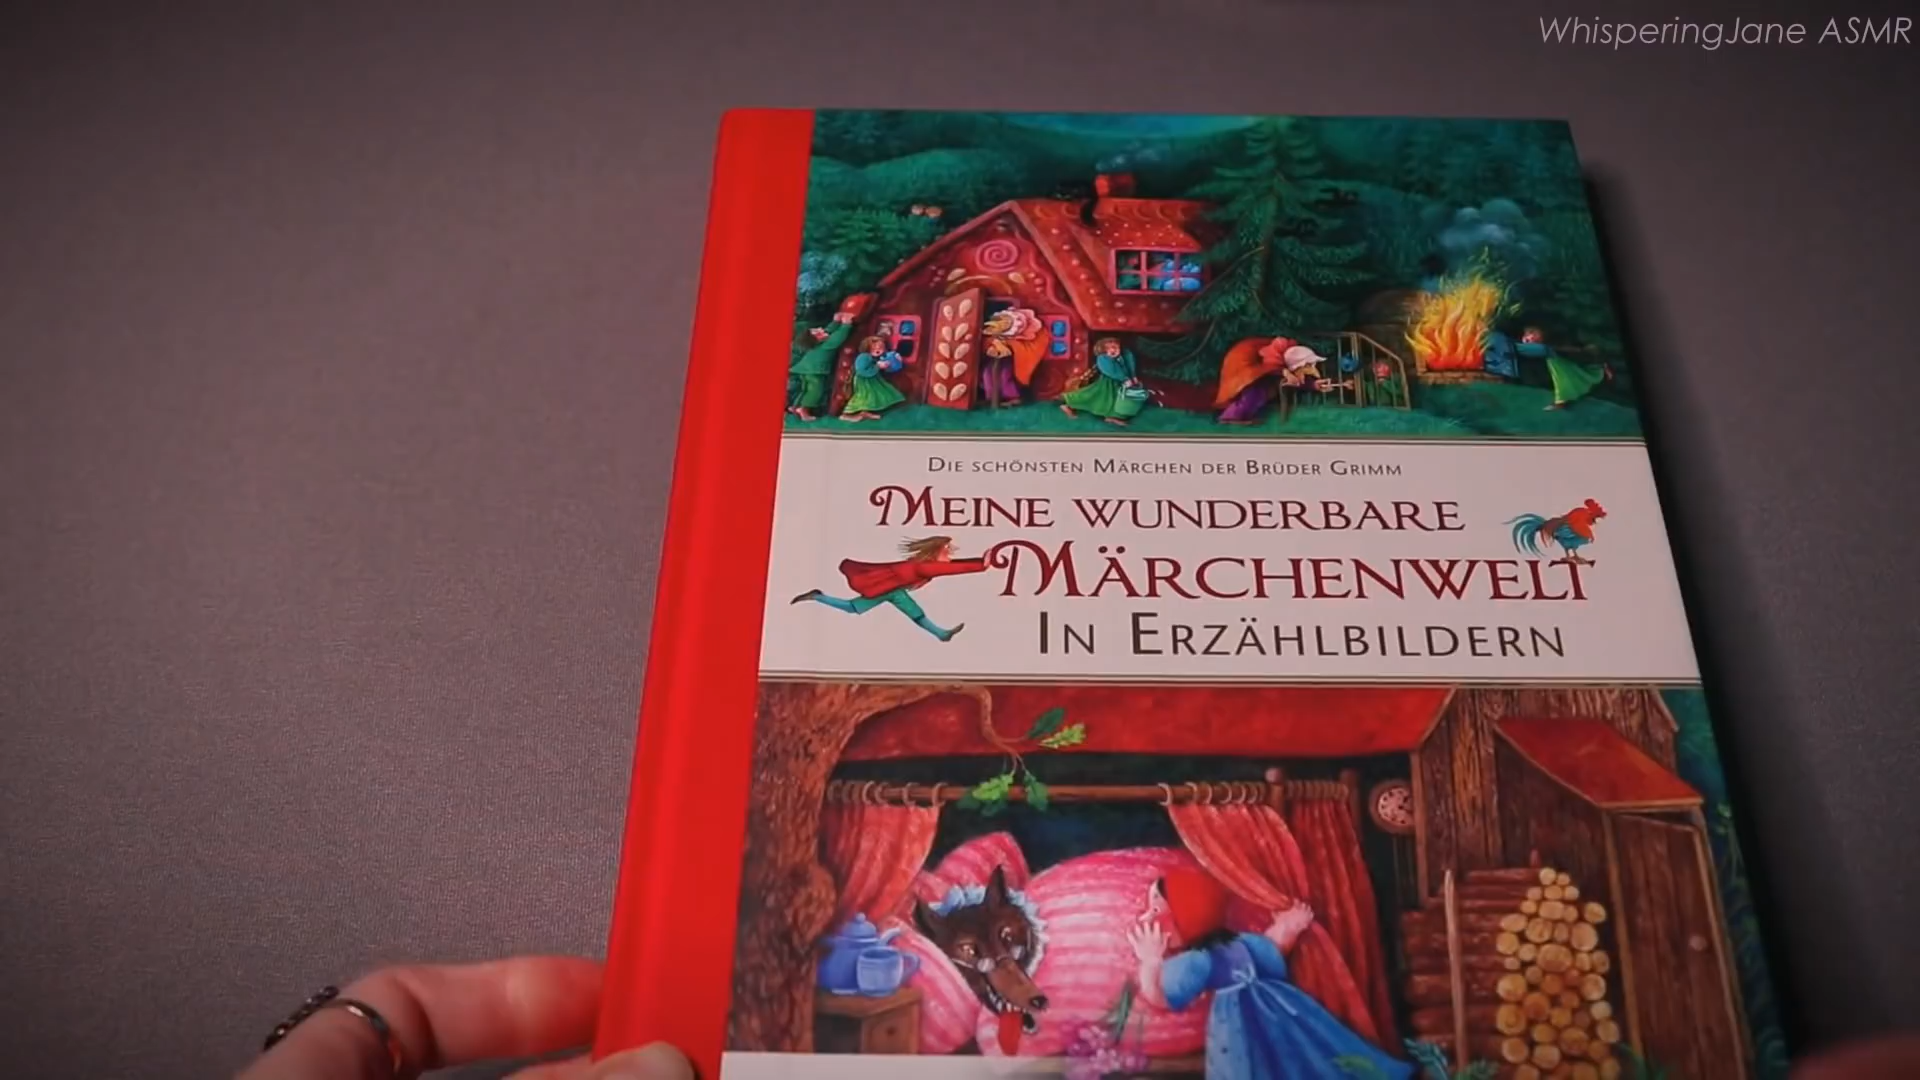 WhisperingJane ASMR
Die schönsten Märchen der Brüder Grimm
Meine wunderbare
Märchenwelt
In Erzählbildern